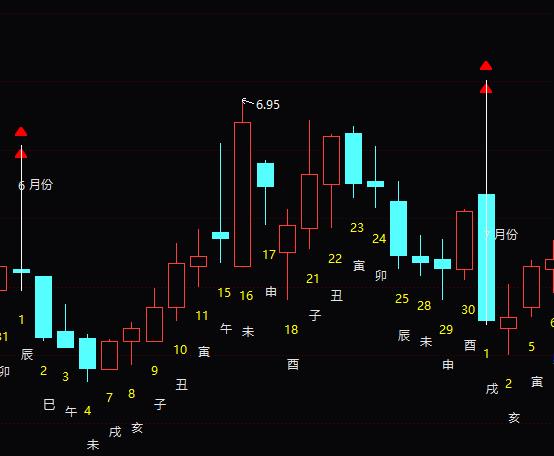 6.95
6 月份
7 月份
31
卯
1
辰
2
巳
3
午
4
未
7
戌
8
亥
9
子
10
丑
11
寅
15
午
16
未
17
申
18
酉
21
子
22
丑
23
寅
24
卯
25
辰
28
未
29
申
30
酉
1
戌
2
亥
5
寅